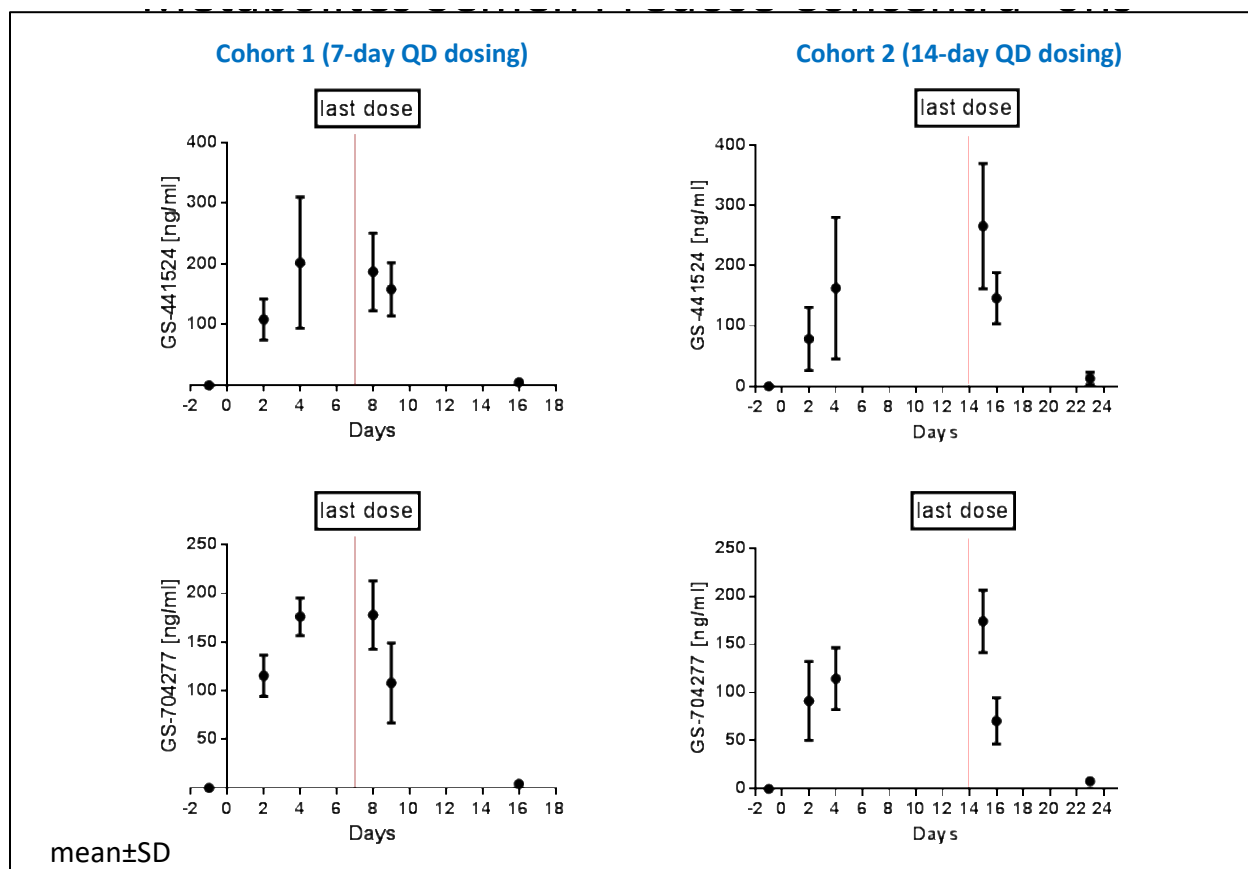 Cohort 1 (7-day QD dosing)
Cohort 2 (14-day QD dosing)
last dose
GS-441524 [ng/ml]
400
300
200
100
-2 0 2 4 6 8 10 12 14 16 18
Days
last dose
GS-441524 [ng/ml]
400
300
200
100
0
-2 0 2 4 6 8 10 12 14 16 18 20 22 24
Days
last dose
GS-704277 [ng/ml]
250
200
150
100
50
-2 0 2 4 6 8 10 12 14 16 18
Days
last dose
GS-704277 [ng/ml]
250
200
150
100
50
0
-2 0 2 4 6 8 10 12 14 16 18 20 22 24
Days
mean±SD